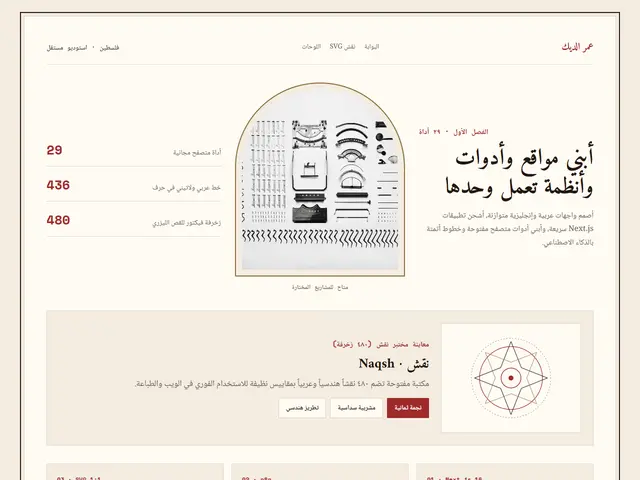 عمر الديك
البوابة
نقش SVG
اللوحات
فلسطين · استوديو مستقل
الفصل الأول · ٢٩ أداة
أبني مواقع وأدوات
وأنظمة تعمل وحدها
أصمم واجهات عربية وإنجليزية متوازنة، أشحن تطبيقات
Next.js سريعة، وأبني أدوات متصفح مفتوحة وخطوط أتمتة
بالذكاء الاصطناعي.
متاح للمشاريع المختارة
أداة متصفح مجانية
29
خط عربي ولاتيني في حرف
436
زخرفة فيكتور للقص الليزري
480
معاينة مختبر نقش (٤٨٠ زخرفة)
نقش · Naqsh
مكتبة مفتوحة تضم ٤٨٠ نقشاً هندسياً وعربياً بمقاييس نظيفة للاستخدام الفوري في الويب والطباعة.
نجمة ثمانية
مشربية سداسية
تطريز هندسي